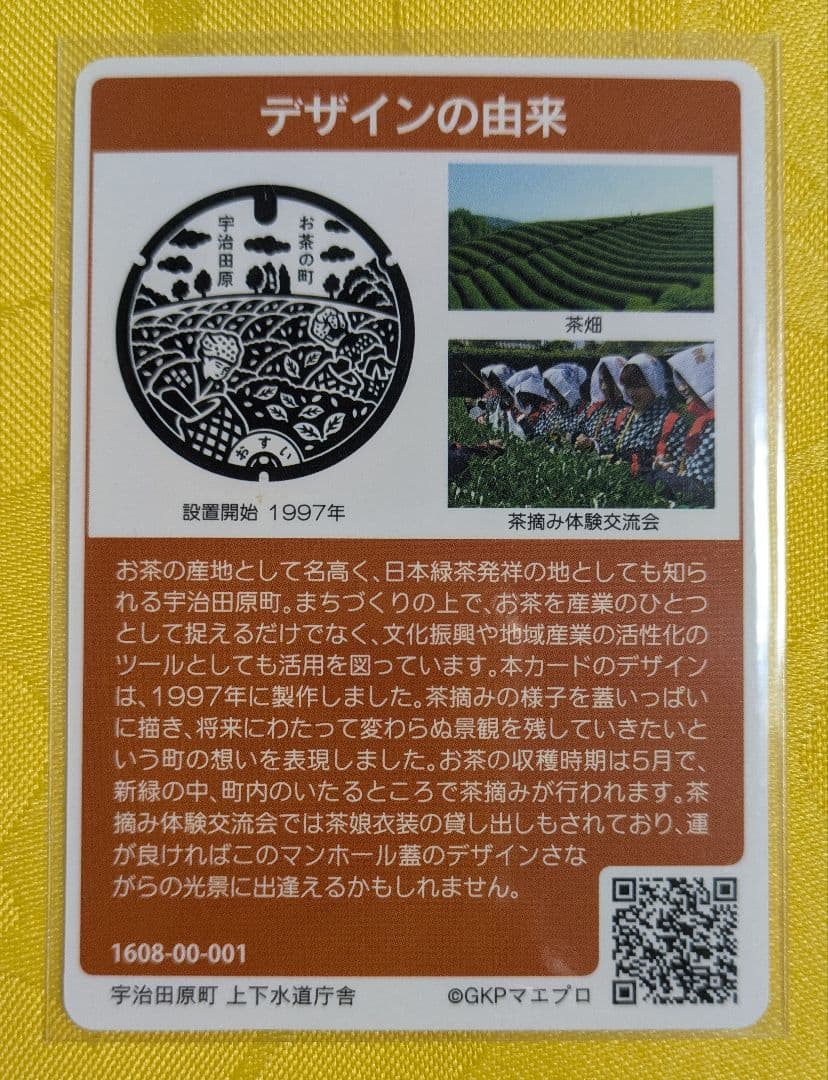 デザインの由来
お茶の町
宇治田原
おすい
設置開始 1997年
茶畑
茶摘み体験交流会
お茶の産地として名高く、日本緑茶発祥の地としても知ら
れる宇治田原町。まちづくりの上で、お茶を産業のひとつ
として捉えるだけでなく、文化振興や地域産業の活性化の
ツールとしても活用を図っています。本カードのデザイン
は、1997年に製作しました。茶摘みの様子を蓋いっぱい
に描き、将来にわたって変わらぬ景観を残していきたいと
いう町の想いを表現しました。お茶の収穫時期は5月で、
新緑の中、町内のいたるところで茶摘みが行われます。茶
摘み体験交流会では茶娘衣装の貸し出しもされており、運
が良ければこのマンホール蓋のデザインさな
がらの光景に出逢えるかもしれません。
1608-00-001
宇治田原町 上下水道庁舎
©GKPマエプロ